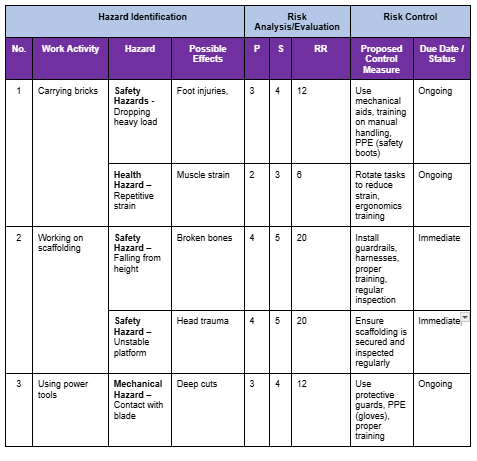 Hazard Identification
Risk
Analysis/Evaluation
Risk Control
No.
Work Activity
Hazard
Possible
Effects
P
S
RR
Proposed
Control
Measure
Due Date /
Status
1
Carrying bricks
Safety
Hazards -
Dropping
heavy load
Foot injuries,
3
4
12
Use
mechanical
aids, training
on manual
handling,
PPE (safety
boots)
Ongoing
Health
Hazard –
Repetitive
strain
Muscle strain
2
3
6
Rotate tasks
to reduce
strain,
ergonomics
training
Ongoing
2
Working on
scaffolding
Safety
Hazard –
Falling from
height
Broken bones
4
5
20
Install
guardrails,
harnesses,
proper
training,
regular
inspection
Immediate
Safety
Hazard –
Unstable
platform
Head trauma
4
5
20
Ensure
scaffolding is
secured and
inspected
regularly
Immediate
3
Using power
tools
Mechanical
Hazard –
Contact with
blade
Deep cuts
3
4
12
Use
protective
guards, PPE
(gloves),
proper
training
Ongoing